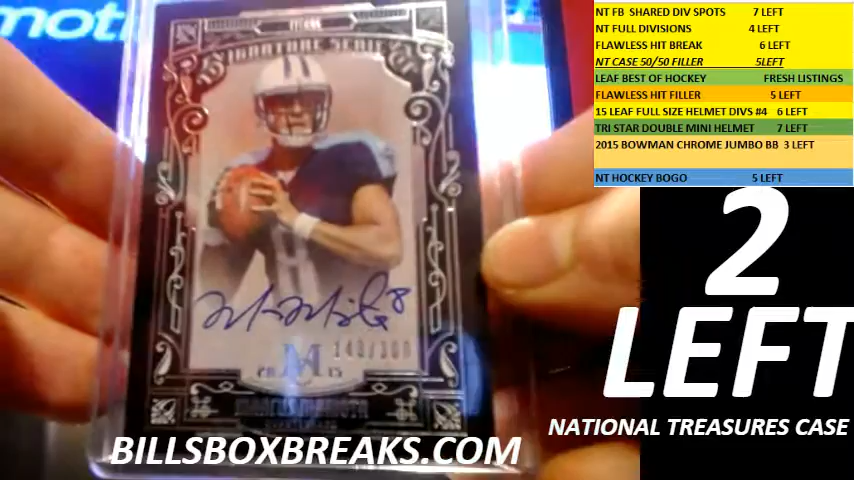 moti
SIGNATURE SERIES
M
15
BILLSBOXBREAKS.COM
NT FB SHARED DIV SPOTS 7 LEFT
NT FULL DIVISIONS 4 LEFT
FLAWLESS HIT BREAK 6 LEFT
NT CASE 50/50 FILLER 5LEFT
LEAF BEST OF HOCKEY FRESH LISTINGS
FLAWLESS HIT FILLER 5 LEFT
15 LEAF FULL SIZE HELMET DIVS #4 6 LEFT
TRI STAR DOUBLE MINI HELMET 7 LEFT
2015 BOWMAN CHROME JUMBO BB 3 LEFT
NT HOCKEY BOGO 5 LEFT
2
LEFT
NATIONAL TREASURES CASE